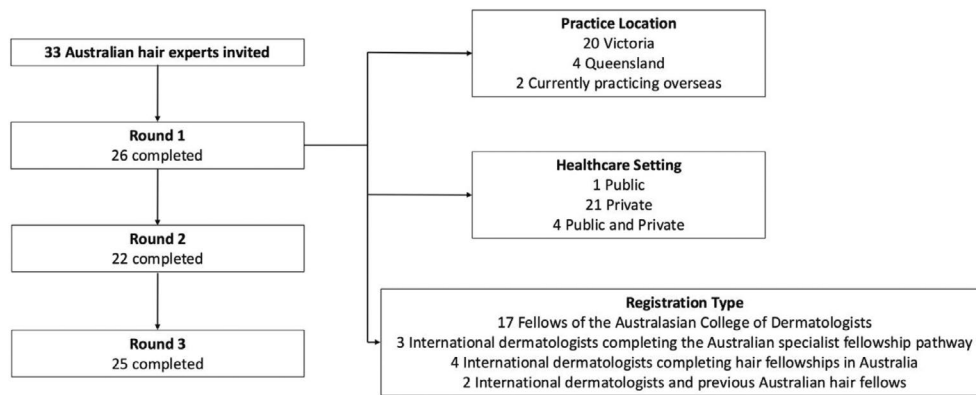 33 Australian hair experts invited
Round 1
26 completed
Round 2
22 completed
Round 3
25 completed
Practice Location
20 Victoria
4 Queensland
2 Currently practicing overseas
Healthcare Setting
1 Public
21 Private
4 Public and Private
Registration Type
17 Fellows of the Australasian College of Dermatologists
3 International dermatologists completing the Australian specialist fellowship pathway
4 International dermatologists completing hair fellowships in Australia
2 International dermatologists and previous Australian hair fellows